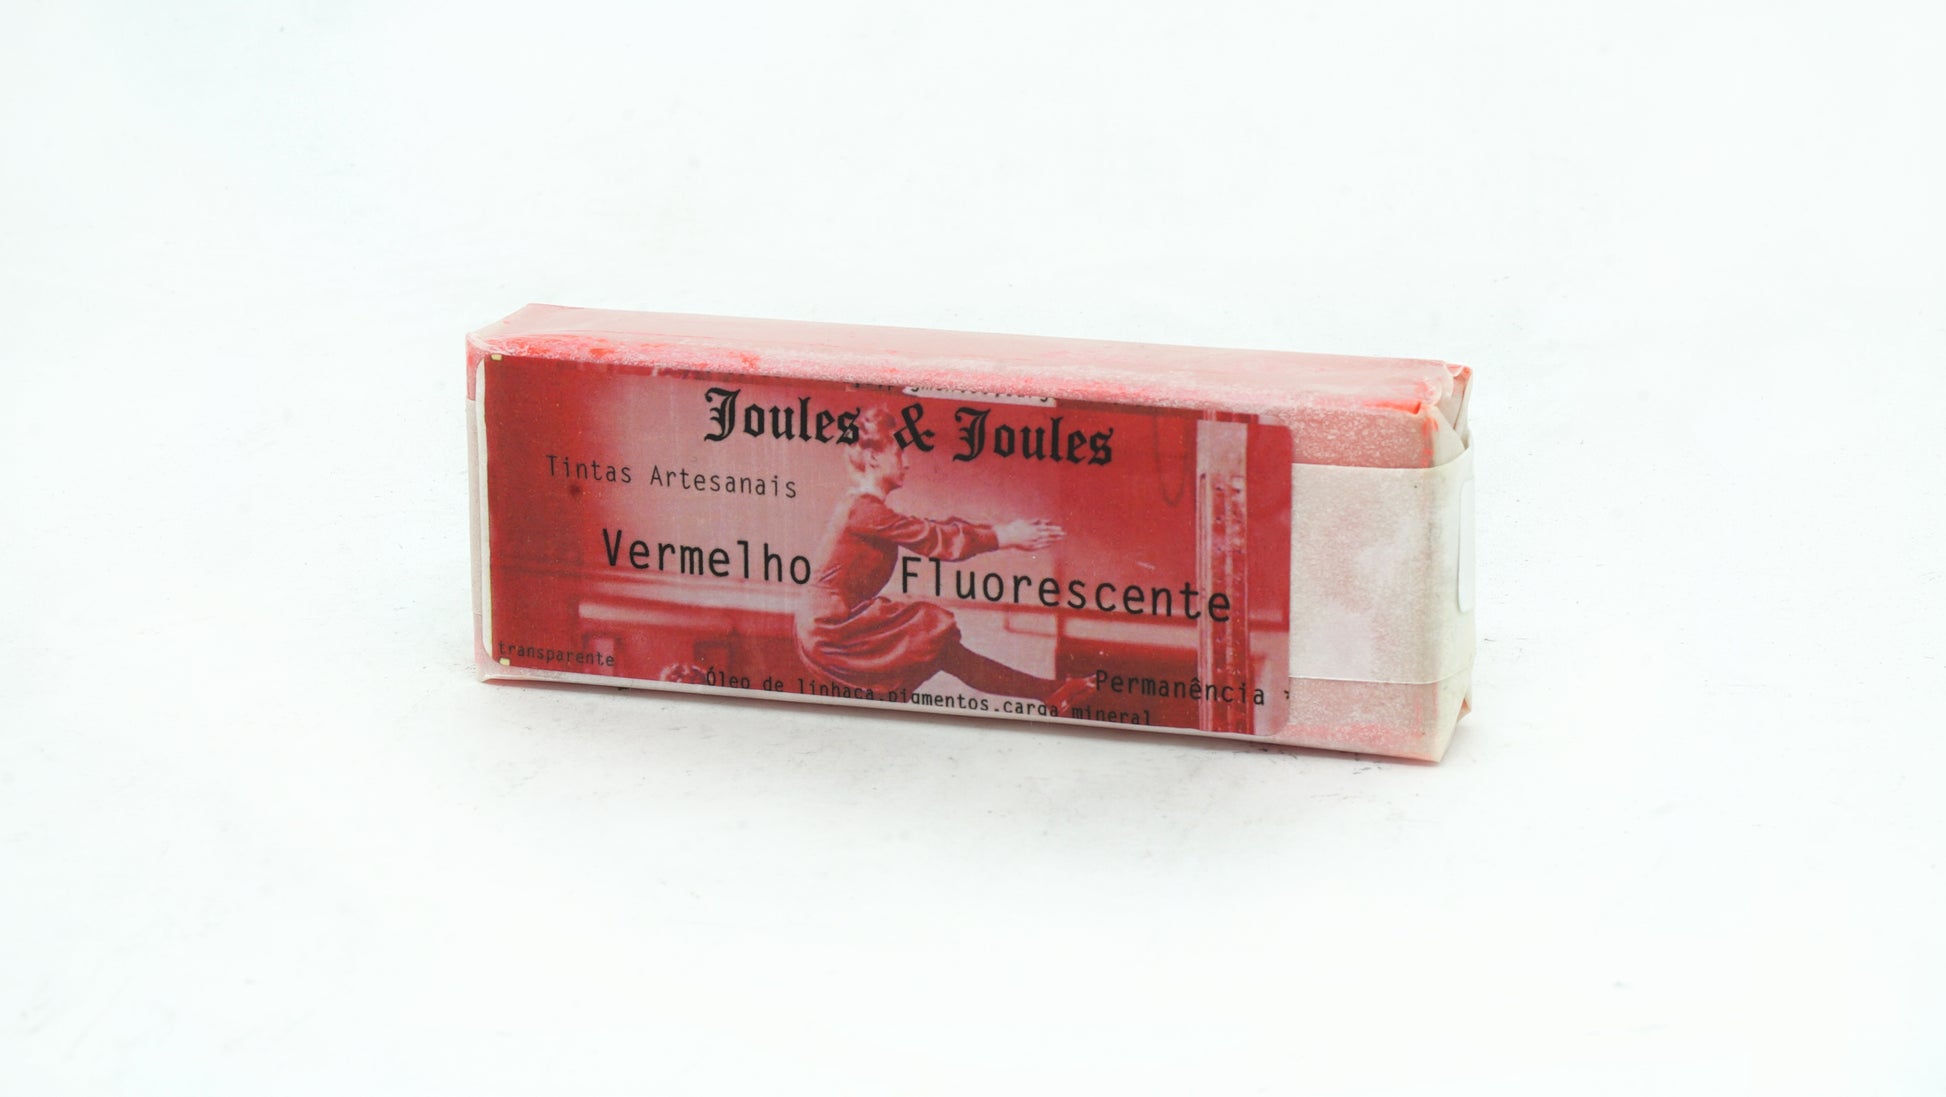 Joules & Joules
Tintas Artesanais
Vermelho Fluorescente
transparente
Permanência *
Óleo de linhaça,pigmentos,carga mineral